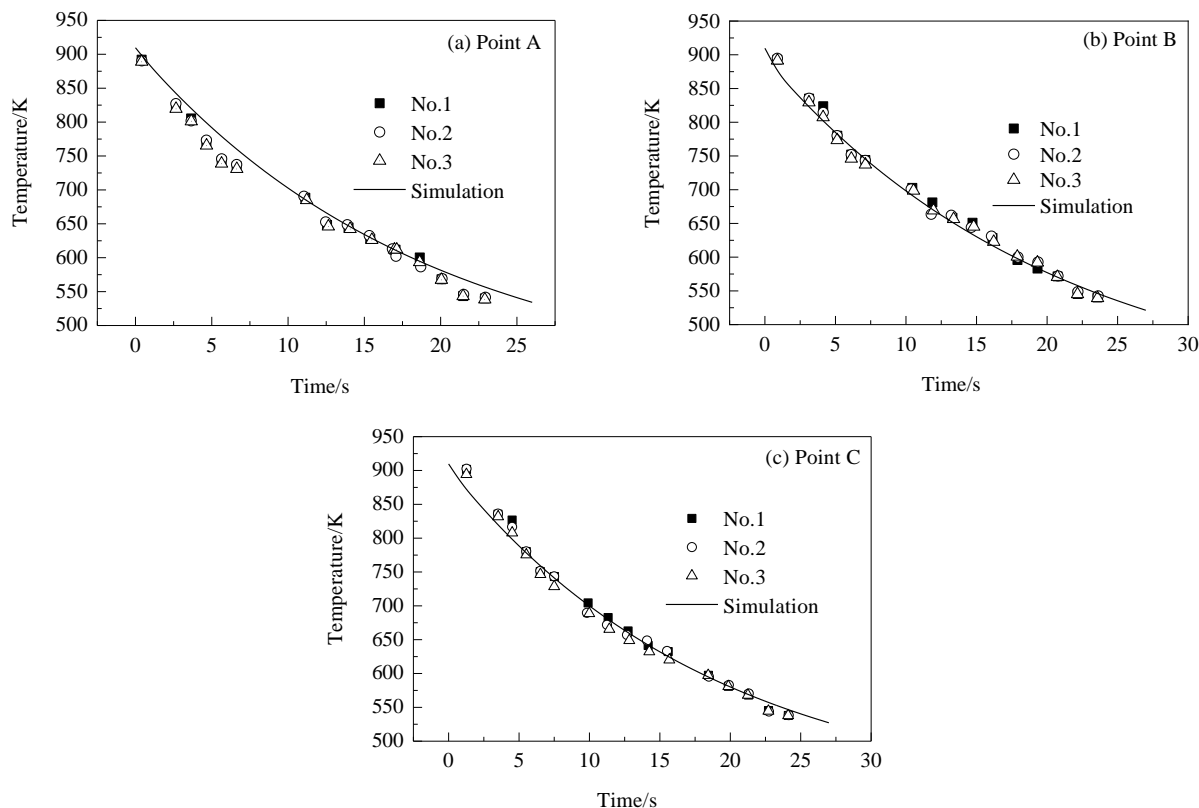 (a) Point A
Temperature/K
950
900
850
800
750
700
650
600
550
500
No.1
No.2
No.3
Simulation
0
5
10
15
20
25
Time/s
(b) Point B
Temperature/K
950
900
850
800
750
700
650
600
550
500
No.1
No.2
No.3
Simulation
0
5
10
15
20
25
30
Time/s
(c) Point C
Temperature/K
950
900
850
800
750
700
650
600
550
500
No.1
No.2
No.3
Simulation
0
5
10
15
20
25
30
Time/s